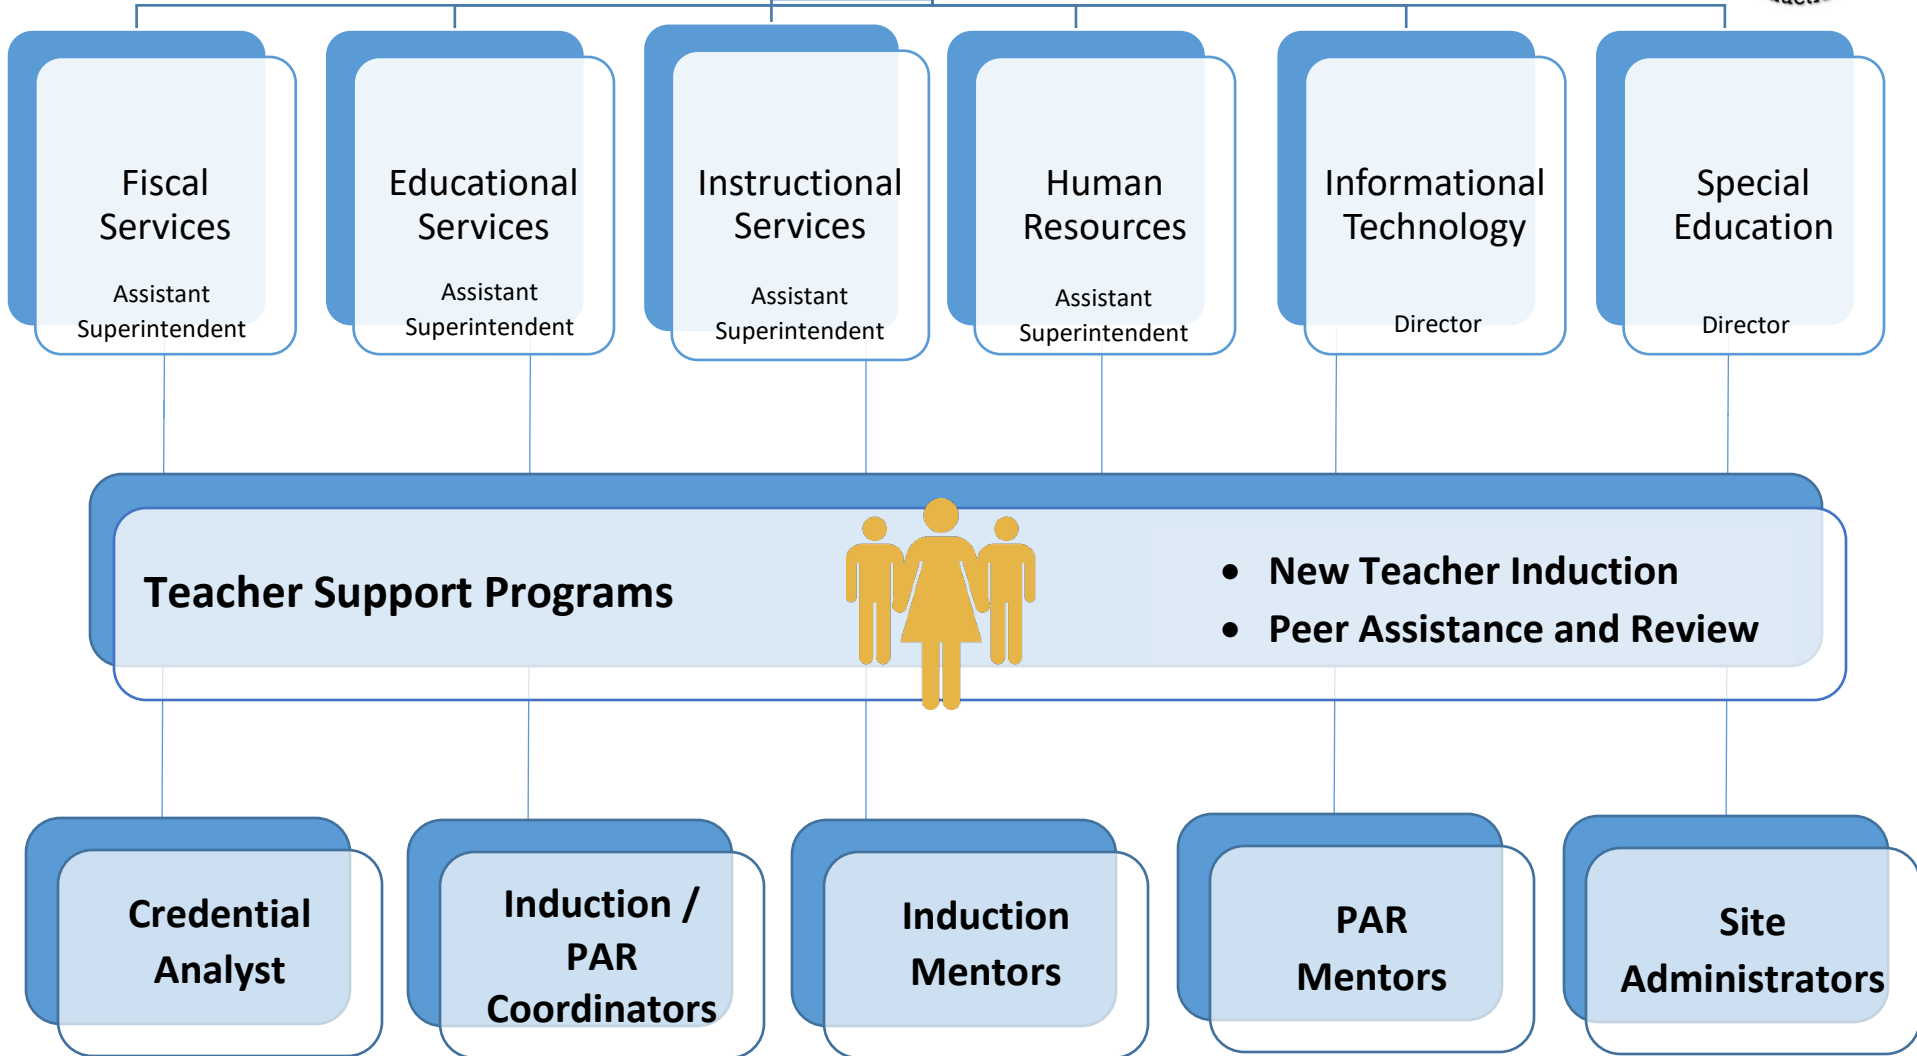 Fiscal
Services
Assistant
Superintendent
Educational
Services
Assistant
Superintendent
Instructional
Services
Assistant
Superintendent
Human
Resources
Assistant
Superintendent
Informational
Technology
Director
Special
Education
Director
Teacher Support Programs
• New Teacher Induction
• Peer Assistance and Review
Credential
Analyst
Induction /
PAR
Coordinators
Induction
Mentors
PAR
Mentors
Site
Administrators